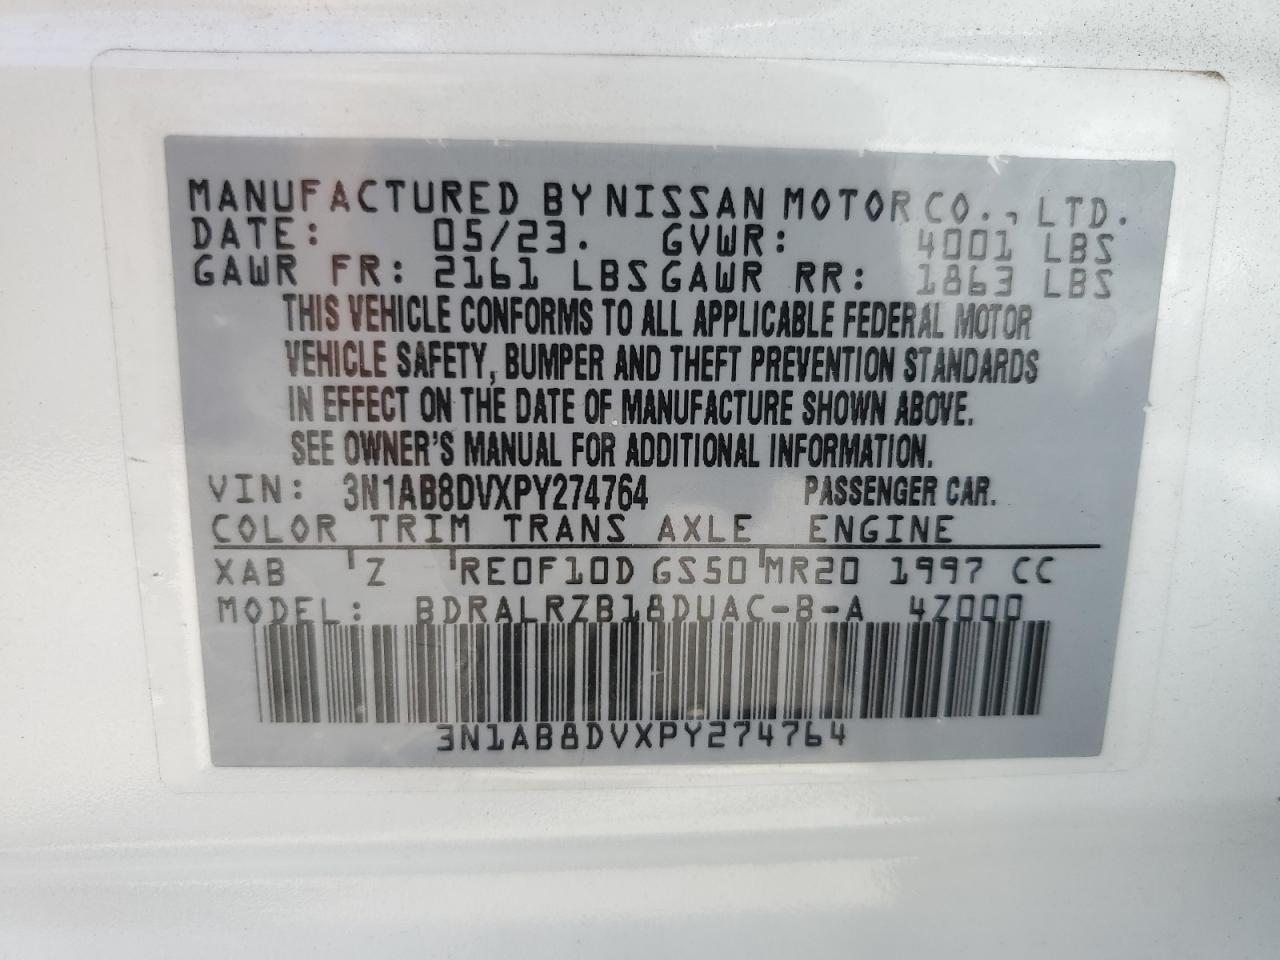 MANUFACTURED BY NISSAN MOTOR CO., LTD.
DATE: 05/23. GVWR: 4001 LBS
GAWR FR: 2161 LBS GAWR RR: 1863 LBS
THIS VEHICLE CONFORMS TO ALL APPLICABLE FEDERAL MOTOR
VEHICLE SAFETY, BUMPER AND THEFT PREVENTION STANDARDS
IN EFFECT ON THE DATE OF MANUFACTURE SHOWN ABOVE.
SEE OWNER'S MANUAL FOR ADDITIONAL INFORMATION.
VIN: 3N1AB8DVXPY274764 PASSENGER CAR.
COLOR TRIM TRANS AXLE ENGINE
XAB Z RE0F10D GS50 MR20 1997 CC
MODEL: BDRALRZB18DUAC-B-A 4Z000
3N1AB8DVXPY274764